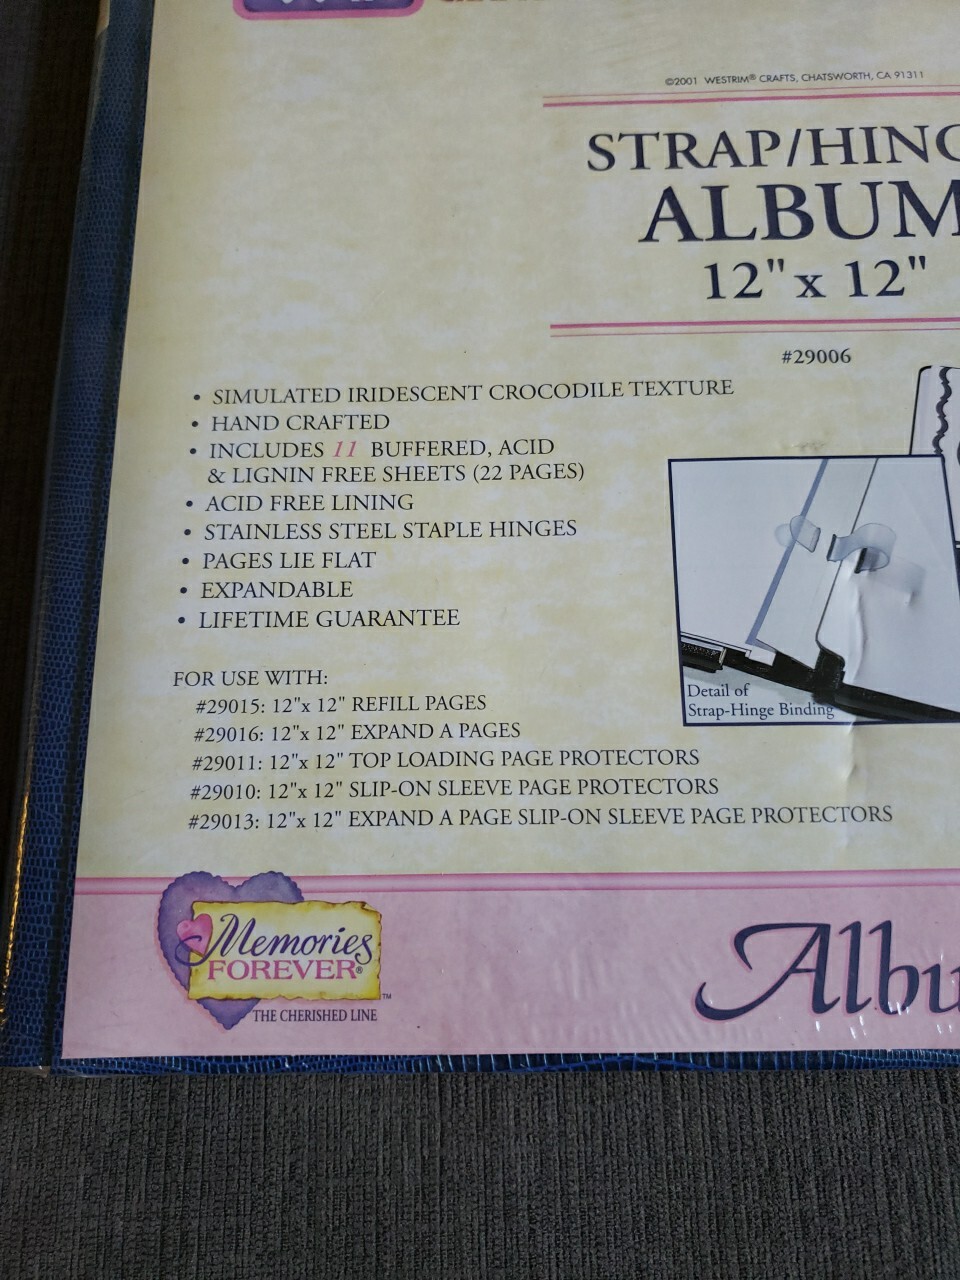 ©2001 WESTRIM® CRAFTS, CHATSWORTH, CA 91311
STRAP/HING
ALBUM
12" x 12"
#29006
• SIMULATED IRIDESCENT CROCODILE TEXTURE
• HAND CRAFTED
• INCLUDES 11 BUFFERED, ACID
& LIGNIN FREE SHEETS (22 PAGES)
• ACID FREE LINING
• STAINLESS STEEL STAPLE HINGES
• PAGES LIE FLAT
• EXPANDABLE
• LIFETIME GUARANTEE
Detail of
Strap-Hinge Binding
FOR USE WITH:
#29015: 12"x 12" REFILL PAGES
#29016: 12"x 12" EXPAND A PAGES
#29011: 12"x 12" TOP LOADING PAGE PROTECTORS
#29010: 12"x 12" SLIP-ON SLEEVE PAGE PROTECTORS
#29013: 12"x 12" EXPAND A PAGE SLIP-ON SLEEVE PAGE PROTECTORS
Memories
FOREVER®
™
THE CHERISHED LINE
Albu